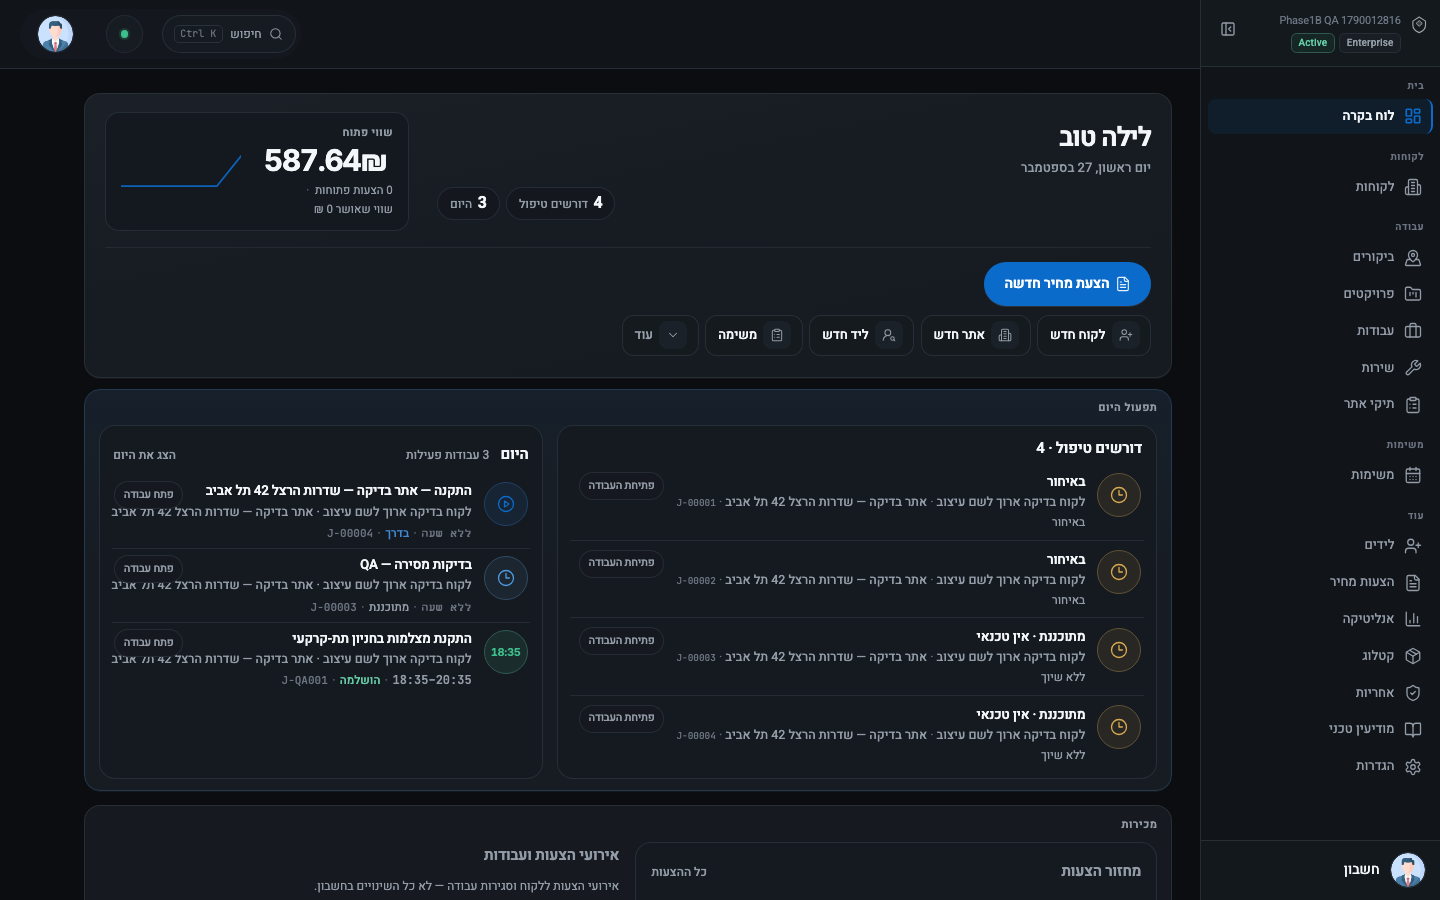 Phase1B QA 1790012816
Enterprise
Active
בית
לוח בקרה
לקוחות
לקוחות
עבודה
ביקורים
פרויקטים
עבודות
שירות
תיקי אתר
משימות
משימות
עוד
לידים
הצעות מחיר
אנליטיקה
קטלוג
אחריות
מודיעין טכני
הגדרות
חשבון
חיפוש
Ctrl K
לילה טוב
יום ראשון, 27 בספטמבר
4 דורשים טיפול
3 היום
שווי פתוח
587.64₪
0 הצעות פתוחות ·
שווי שאושר 0 ₪
הצעת מחיר חדשה
לקוח חדש
אתר חדש
ליד חדש
משימה
עוד
תפעול היום
דורשים טיפול · 4
באיחור
לקוח בדיקה ארוך לשם עיצוב · אתר בדיקה — שדרות הרצל 42 תל אביב · J-00001
באיחור
פתיחת העבודה
באיחור
לקוח בדיקה ארוך לשם עיצוב · אתר בדיקה — שדרות הרצל 42 תל אביב · J-00002
באיחור
פתיחת העבודה
מתוכננת · אין טכנאי
לקוח בדיקה ארוך לשם עיצוב · אתר בדיקה — שדרות הרצל 42 תל אביב · J-00003
ללא שיוך
פתיחת העבודה
מתוכננת · אין טכנאי
לקוח בדיקה ארוך לשם עיצוב · אתר בדיקה — שדרות הרצל 42 תל אביב · J-00004
ללא שיוך
פתיחת העבודה
היום
3 עבודות פעילות
הצג את היום
התקנה — אתר בדיקה — שדרות הרצל 42 תל אביב
פתח עבודה
לקוח בדיקה ארוך לשם עיצוב · אתר בדיקה — שדרות הרצל 42 תל אביב
ללא שעה · בדרך · J-00004
בדיקות מסירה — QA
פתח עבודה
לקוח בדיקה ארוך לשם עיצוב · אתר בדיקה — שדרות הרצל 42 תל אביב
ללא שעה · מתוכננת · J-00003
18:35
התקנת מצלמות בחניון תת-קרקעי
פתח עבודה
לקוח בדיקה ארוך לשם עיצוב · אתר בדיקה — שדרות הרצל 42 תל אביב
18:35–20:35 · הושלמה · J-QA001
מכירות
מחזור הצעות
כל ההצעות
אירועי הצעות ועבודות
אירועי הצעות ללקוח וסגירות עבודה — לא כל השינויים בחשבון.